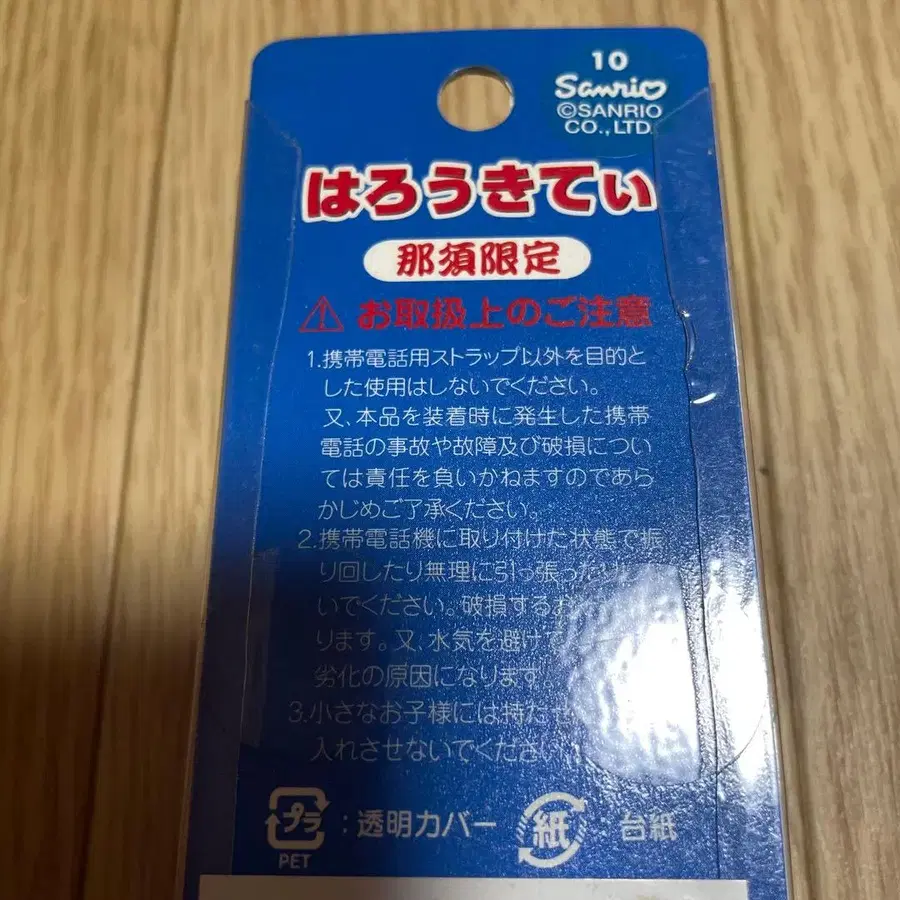 10
Sanrio
©SANRIO
CO.,LTD.
はろうきてぃ
那須限定
⚠ お取扱上のご注意
1.携帯電話用ストラップ以外を目的と
した使用はしないでください。
又、本品を装着時に発生した携帯
電話の事故や故障及び破損につい
ては責任を負いかねますのであら
かじめご了承ください。
2.携帯電話機に取り付けた状態で振
り回したり無理に引っ張ったり
いでください。破損するお
ります。又、水気を避けて
劣化の原因になります。
3.小さなお子様には持たせ
入れさせないでください
プラ
PET
:透明カバー
紙
台紙